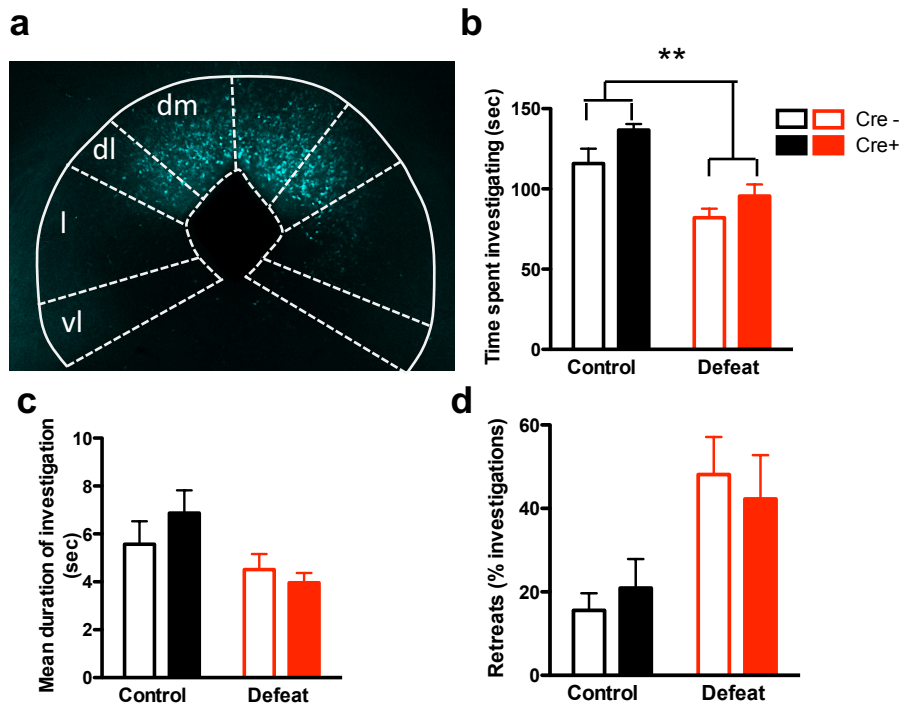 a
dm
dl
l
vl
b
**
Time spent investigating (sec)
150
100
50
0
Control
Defeat
Cre -
Cre+
c
Mean duration of investigation
(sec)
10
8
6
4
2
0
Control
Defeat
d
Retreats (% investigations)
60
40
20
0
Control
Defeat